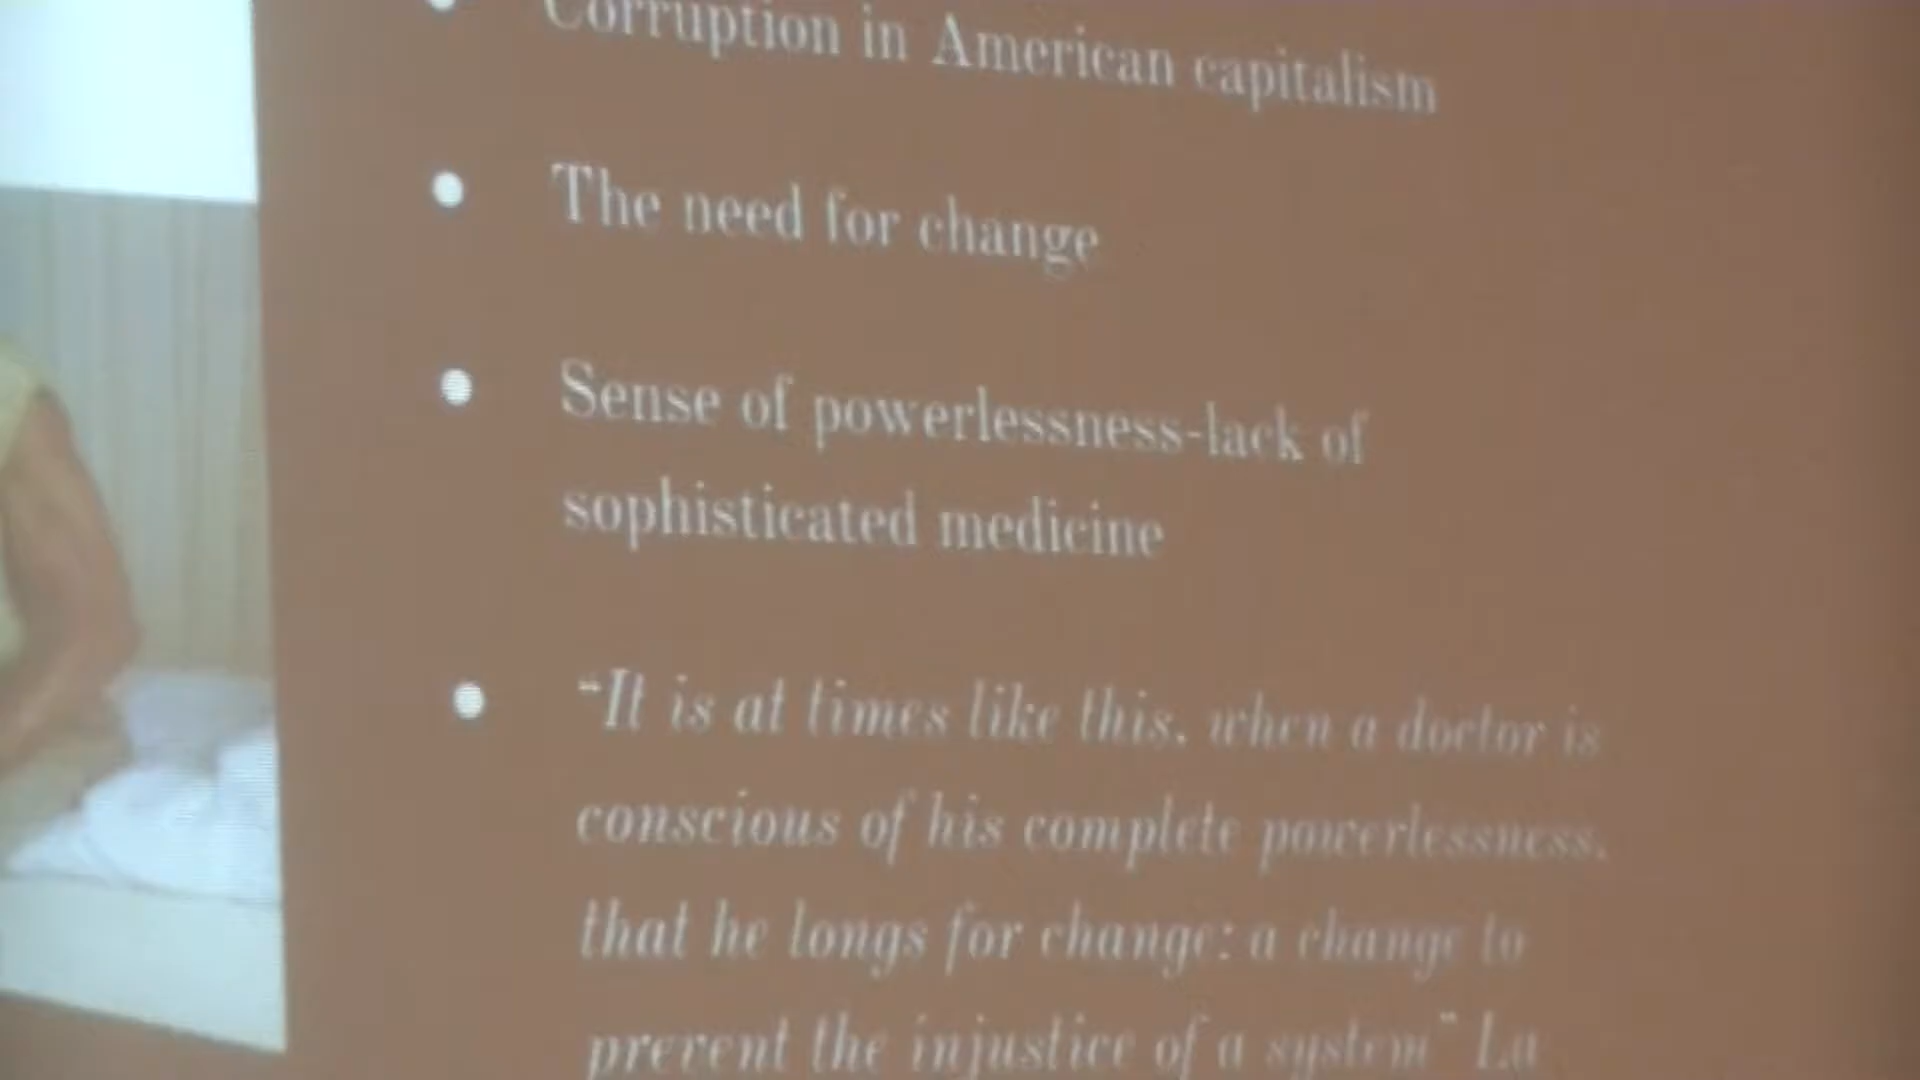 Corruption in American capitalism
The need for change
Sense of powerlessness-lack of
sophisticated medicine
"It is at times like this, when a doctor is
conscious of his complete powerlessness,
that he longs for change: a change to
prevent the injustice of a system" La